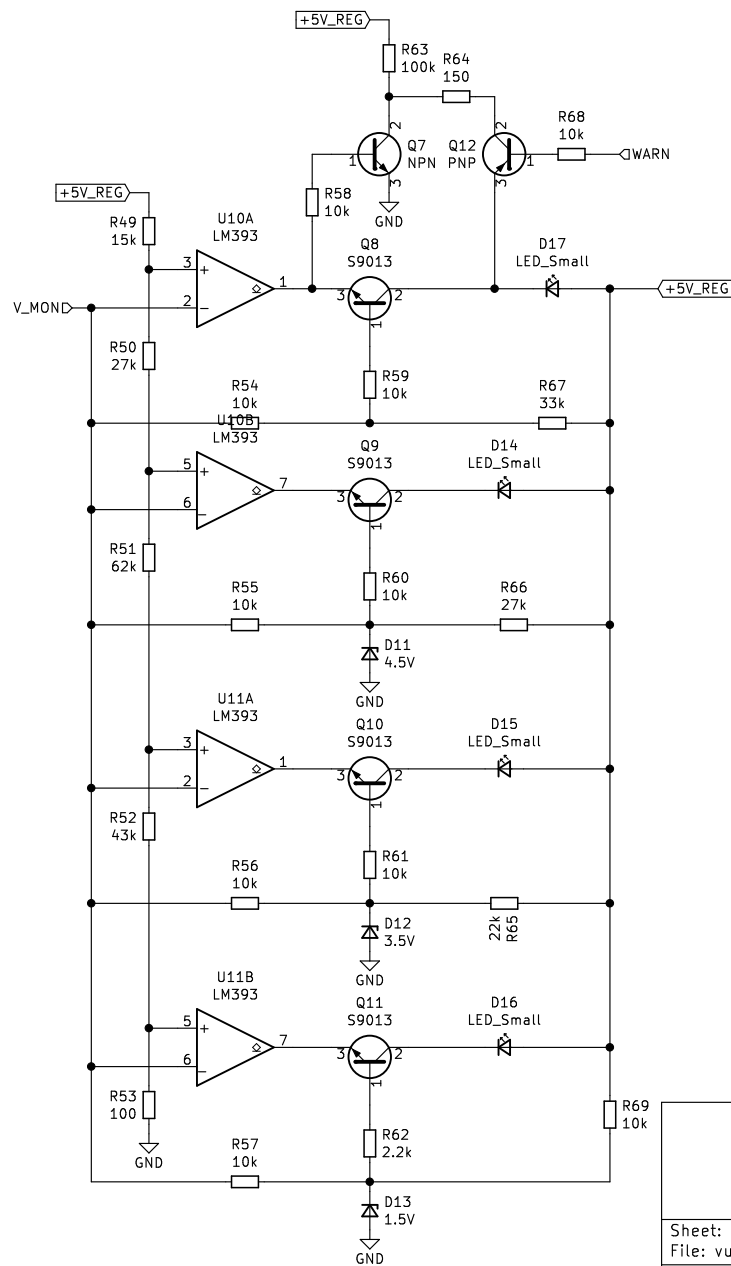 +5V_REG
R63
100k
R64
150
2
2
1
Q7
NPN
3
GND
Q12
PNP
1
3
R68
10k
WARN
+5V_REG
R49
15k
R58
10k
U10A
LM393
3
+
2
−
1
Q8
S9013
3
2
1
D17
LED_Small
+5V_REG
V_MON
R50
27k
R59
10k
R54
10k
R67
33k
U10B
LM393
5
+
6
−
7
Q9
S9013
3
2
1
D14
LED_Small
R51
62k
R60
10k
R55
10k
R66
27k
D11
4.5V
GND
U11A
LM393
3
+
2
−
1
Q10
S9013
3
2
1
D15
LED_Small
R52
43k
R61
10k
R56
10k
22k
R65
D12
3.5V
GND
U11B
LM393
5
+
6
−
7
Q11
S9013
3
2
1
D16
LED_Small
R53
100
GND
R62
2.2k
R57
10k
R69
10k
D13
1.5V
GND
Sheet:
File: vu